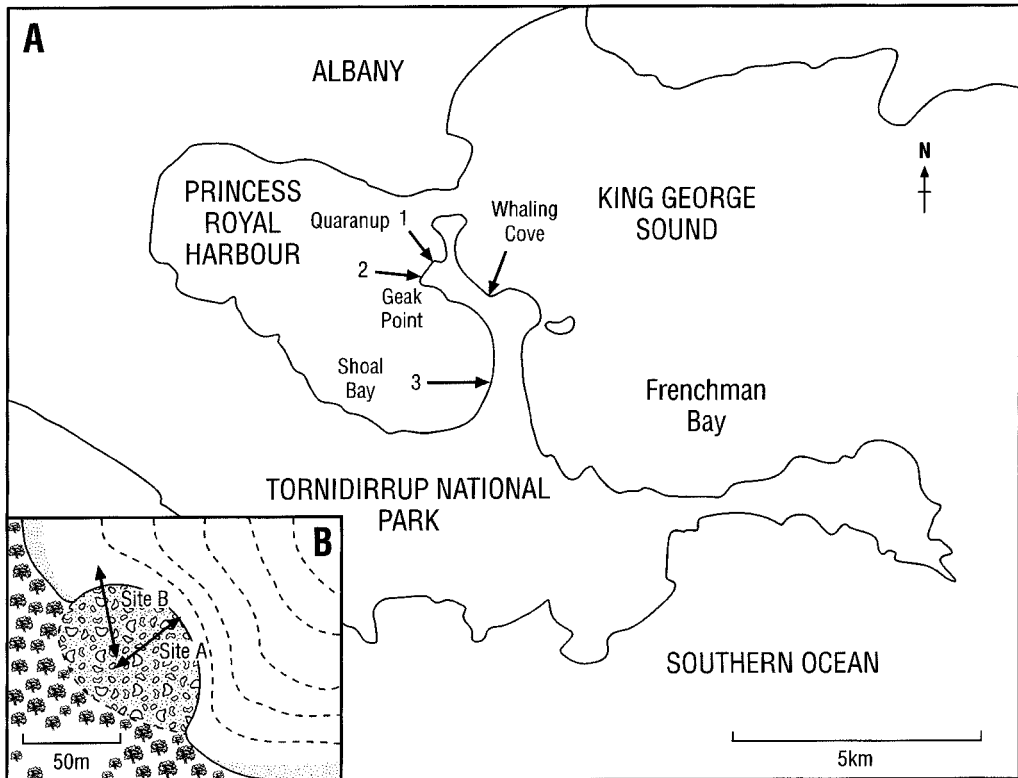 A
ALBANY
N
PRINCESS
ROYAL
HARBOUR
Quaranup 1
Whaling
Cove
KING GEORGE
SOUND
2
Geak
Point
Shoal
Bay
3
Frenchman
Bay
TORNIDIRRUP NATIONAL
PARK
B
Site B
Site A
50m
SOUTHERN OCEAN
5km